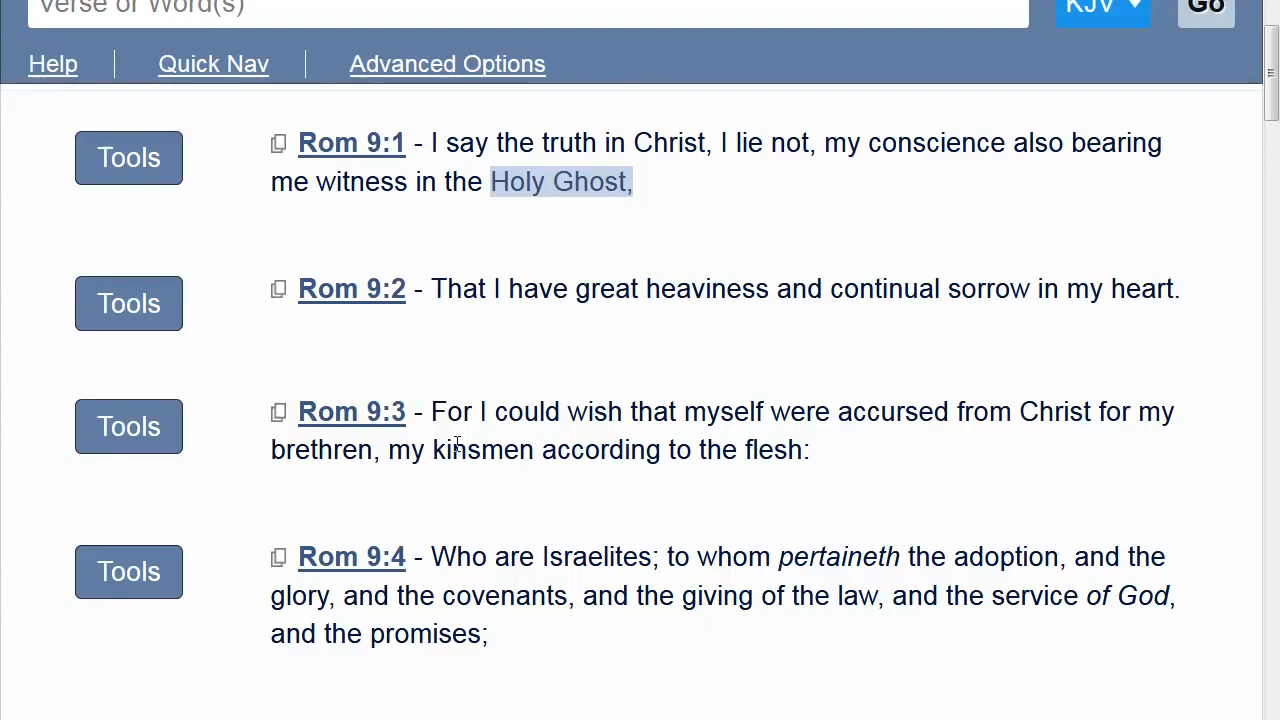 Verse or Word(s)
KJV
Go
Help
Quick Nav
Advanced Options
Tools
Rom 9:1 - I say the truth in Christ, I lie not, my conscience also bearing
me witness in the Holy Ghost,
Tools
Rom 9:2 - That I have great heaviness and continual sorrow in my heart.
Tools
Rom 9:3 - For I could wish that myself were accursed from Christ for my
brethren, my kinsmen according to the flesh:
Tools
Rom 9:4 - Who are Israelites; to whom pertaineth the adoption, and the
glory, and the covenants, and the giving of the law, and the service of God,
and the promises;